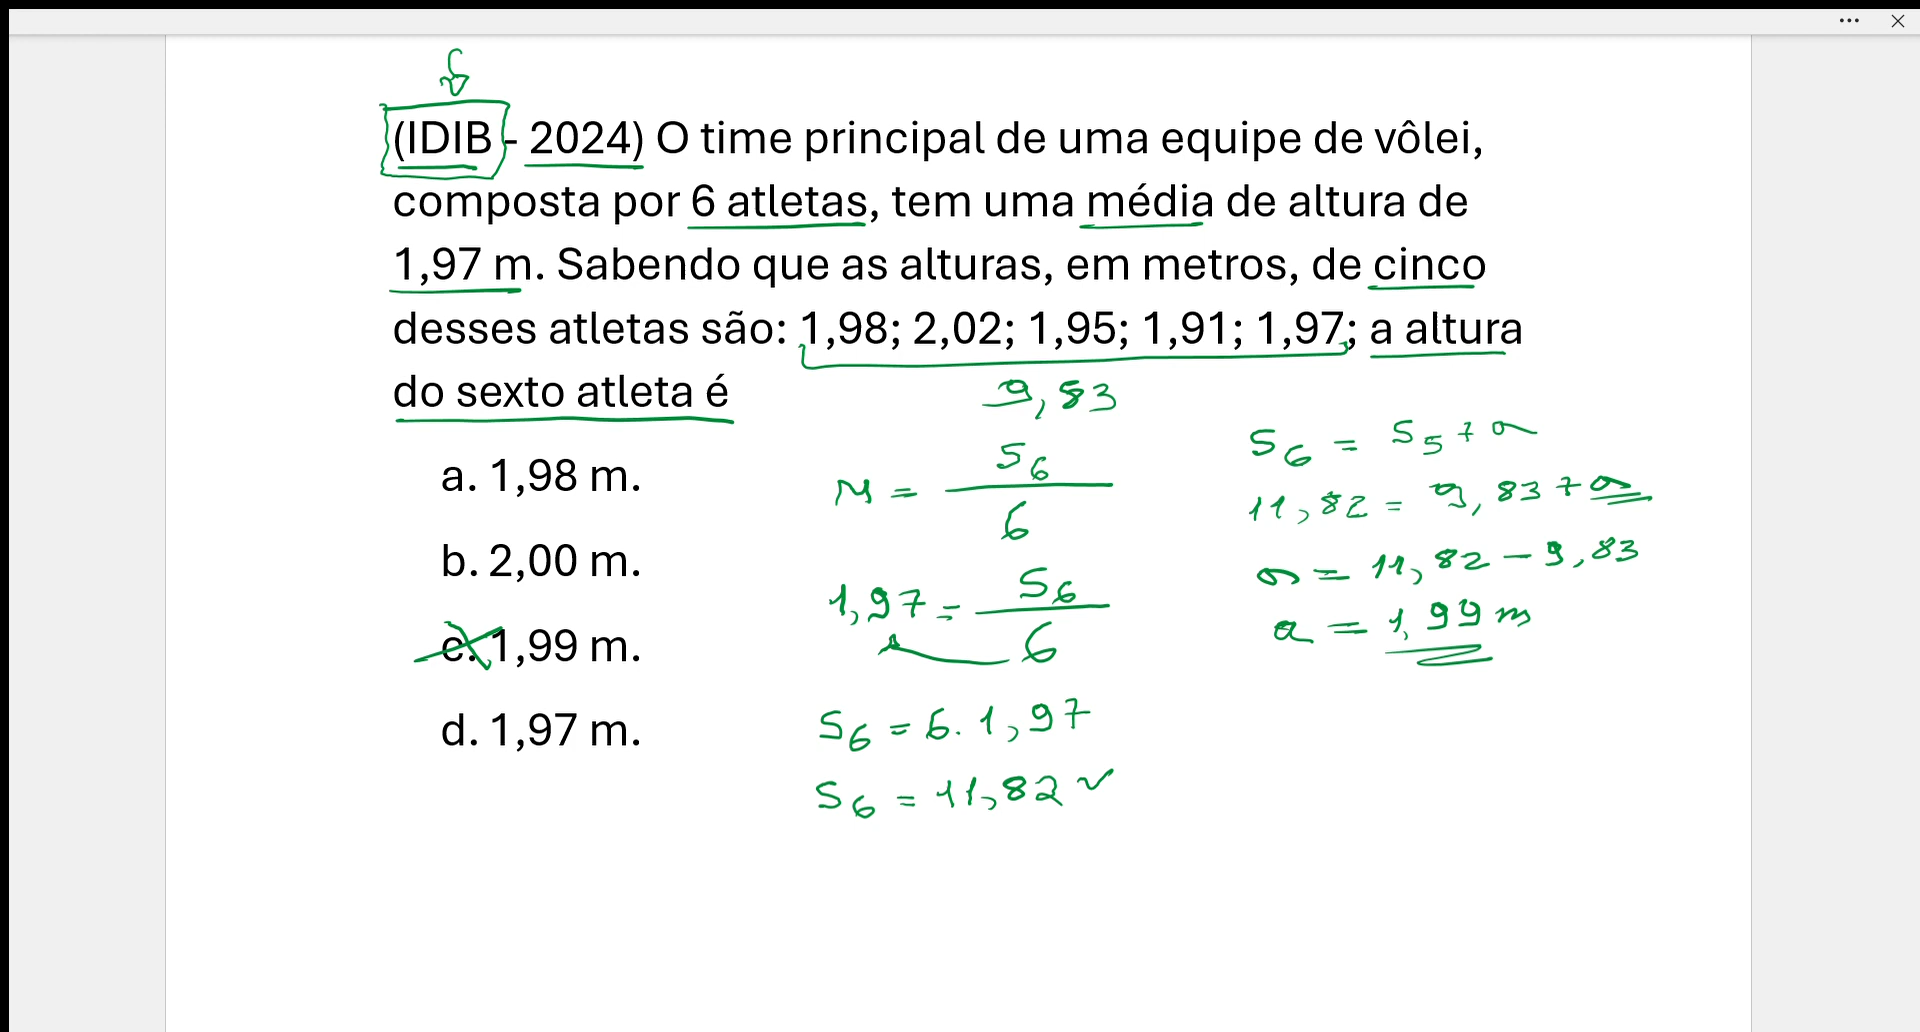 (IDIB - 2024) O time principal de uma equipe de vôlei,
composta por 6 atletas, tem uma média de altura de
1,97 m. Sabendo que as alturas, em metros, de cinco
desses atletas são: 1,98; 2,02; 1,95; 1,91; 1,97; a altura
do sexto atleta é
9,83
a. 1,98 m.
b. 2,00 m.
c. 1,99 m.
d. 1,97 m.
M = S6
6
1,97 = S6
6
S6 = 6.1,97
S6 = 11,82 ✓
S6 = S5 + a
11,82 = 9,83 + a
a = 11,82 - 9,83
a = 1,99 m